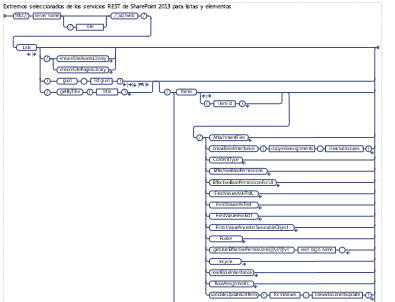 Extremos seleccionados de los servicios REST de SharePoint 2013 para listas y elementos
http:// server name / _api/web /
/ site
Lists
/ ensureSiteAssetsLibrary
/ ensureSitePagesLibrary
( guid ' list guid ' )
/ getByTitle ( title ) / Items
( item id )
/ AttachmentFiles
/ breakRoleInheritance ( copyroleassignments , clearsubscopes )
/ ContentType
/ EffectiveBasePermissions
/ EffectiveBasePermissionsForUI
/ FieldValuesAsHTML
/ FieldValuesAsText
/ FieldValuesForEdit
/ FirstUniqueAncestorSecurableObject
/ Folder
/ getUserEffectivePermissions(@v)?@v= user login name '
/ recycle
/ resetRoleInheritance
/ RoleAssignments
/ validateUpdateListItem ( formValues , bNewDocumentUpdate )